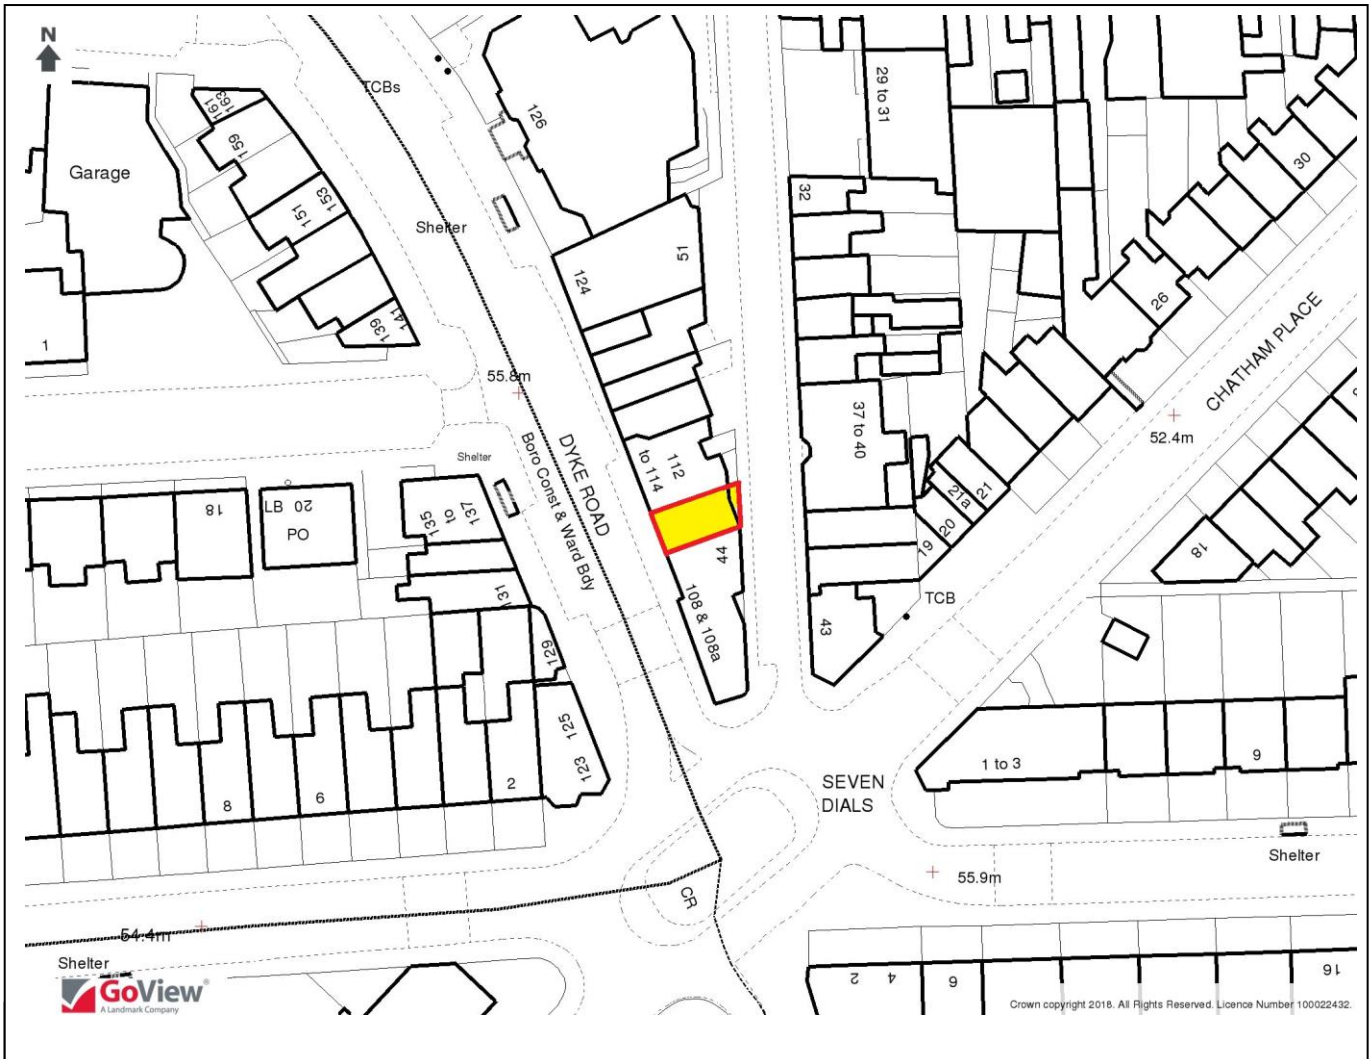 N
TCBs
126
29 to 31
163
161
159
Garage
153
151
32
30
Shelter
51
124
26
141
139
1
CHATHAM PLACE
55.8m
37 to 40
52.4m
DYKE ROAD
Boro Const & Ward Bdy
Shelter
112
to 114
21
21a
20
19
18
LB 20
PO
137
to
135
44
18
131
108 & 108a
TCB
43
129
125
123
1 to 3
9
SEVEN
DIALS
8
6
2
Shelter
55.9m
CR
54.4m
Shelter
2
4
6
16
GoView
A Landmark Company
Crown copyright 2018. All Rights Reserved. Licence Number 100022432.